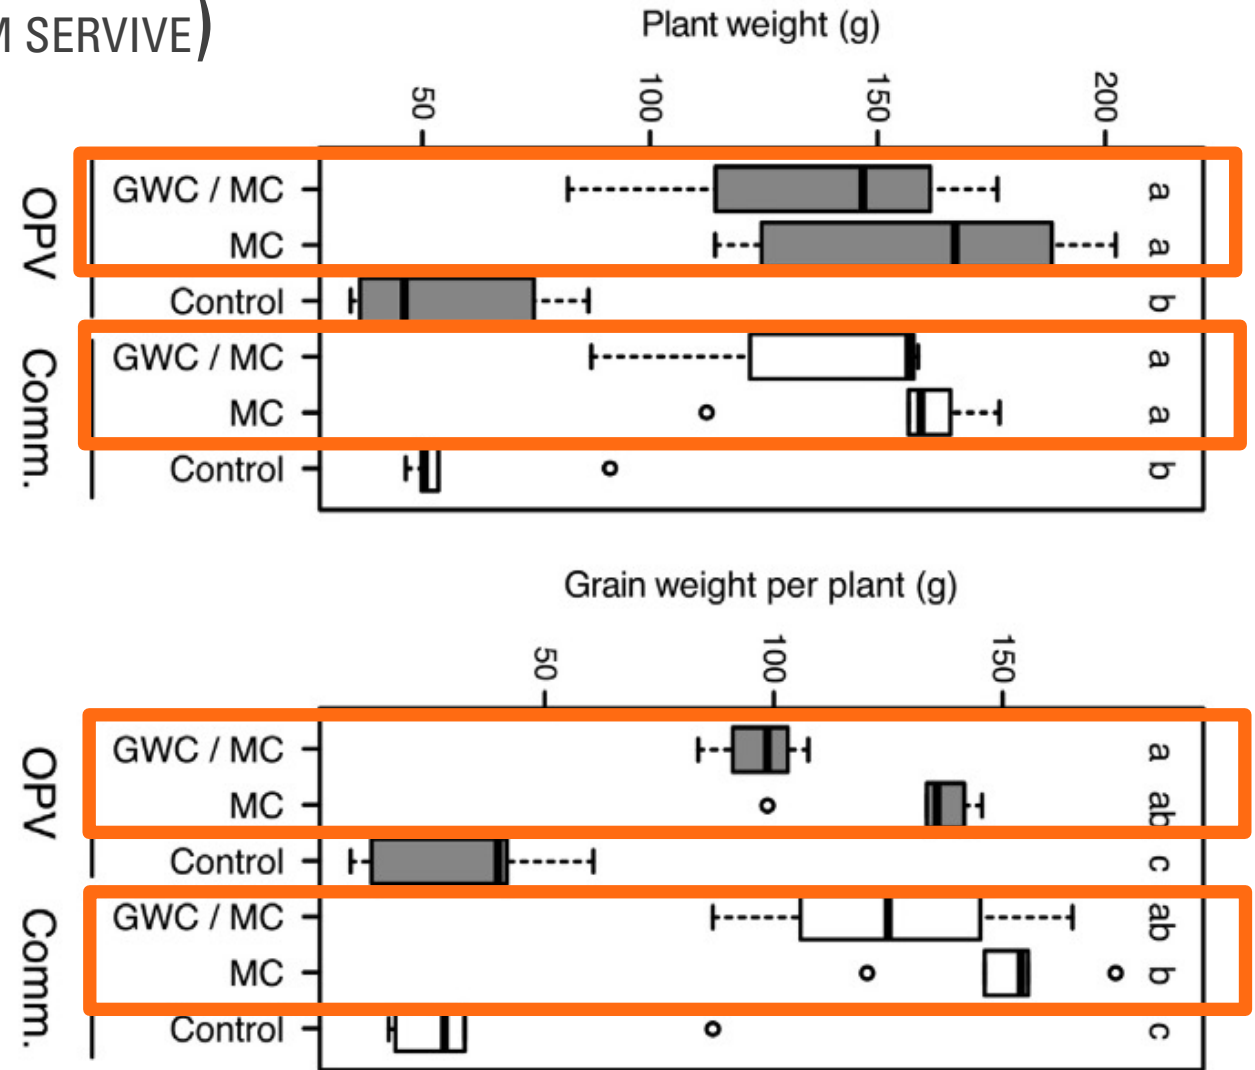 M SERVIVE)
Plant weight (g)
50 100 150 200
OPV
GWC / MC a
MC a
Control b
Comm.
GWC / MC a
MC a
Control b
Grain weight per plant (g)
50 100 150
OPV
GWC / MC a
MC ab
Control c
Comm.
GWC / MC ab
MC b
Control c